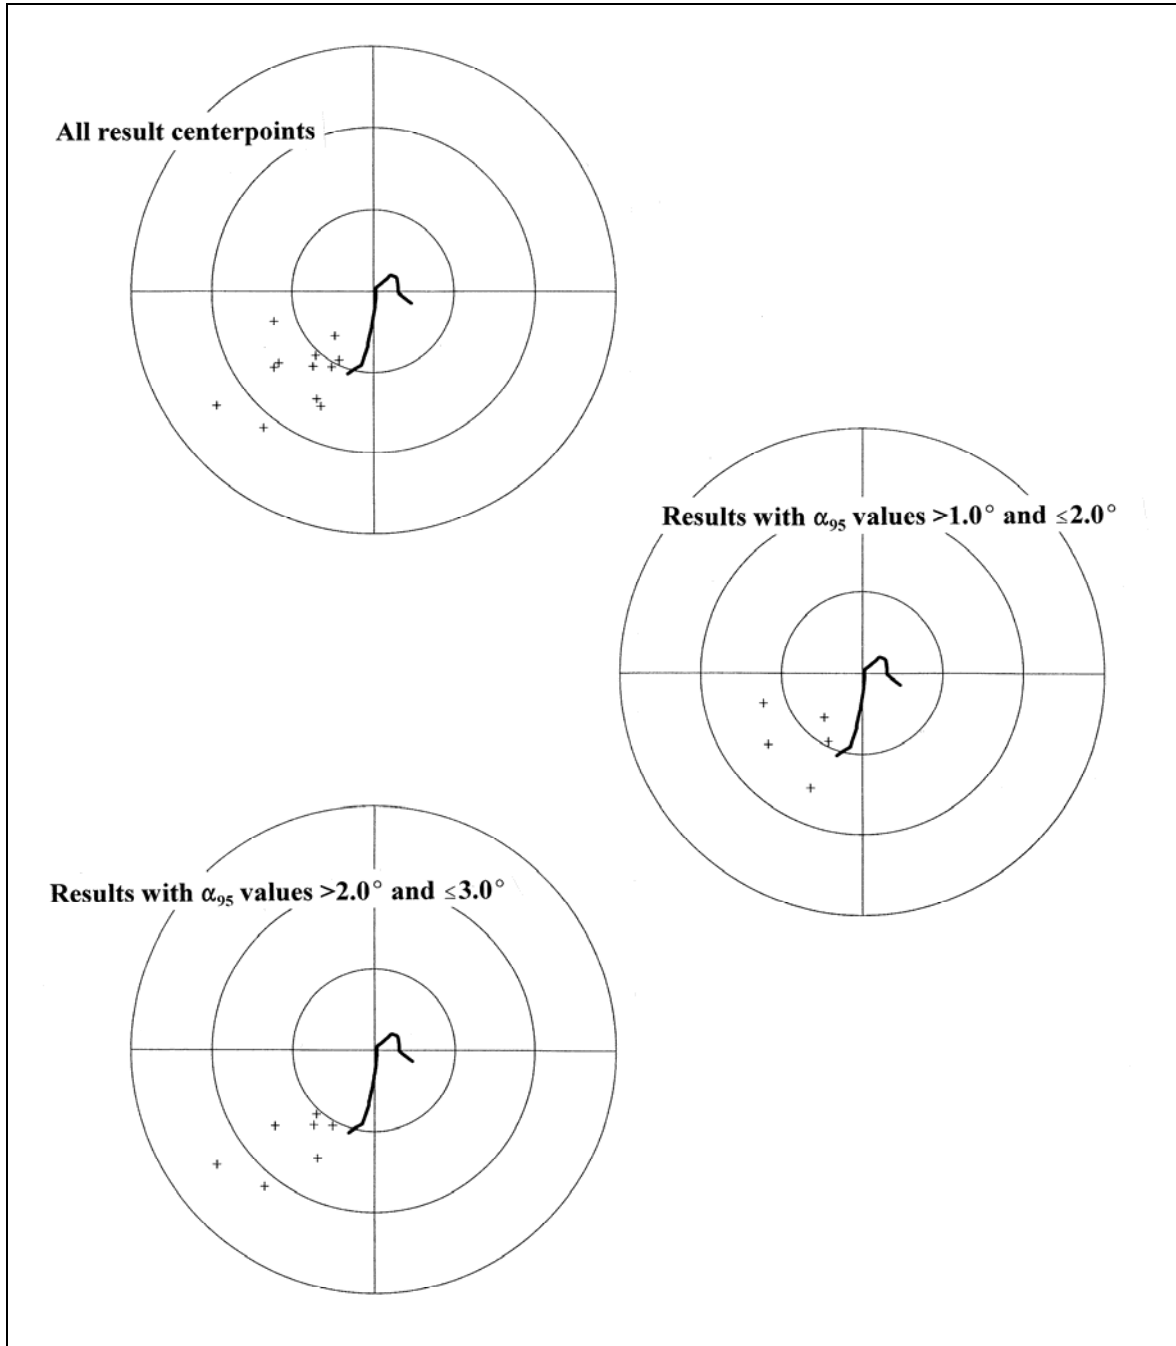 All result centerpoints
Results with α₉₅ values >1.0° and ≤2.0°
Results with α₉₅ values >2.0° and ≤3.0°